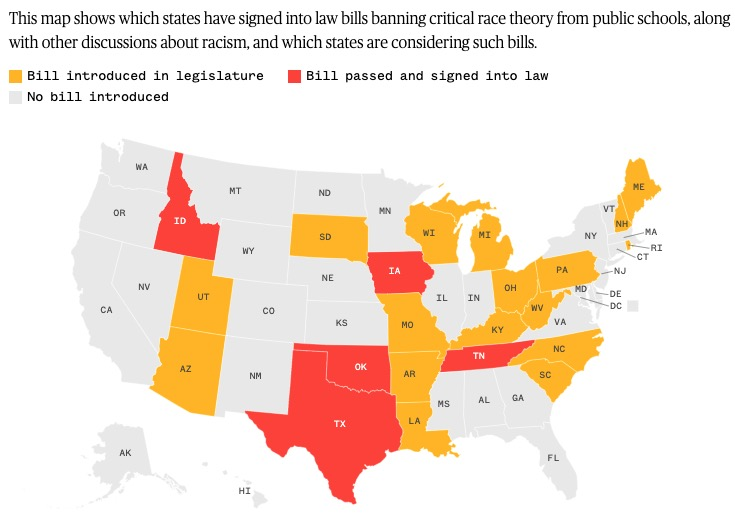 This map shows which states have signed into law bills banning critical race theory from public schools, along
with other discussions about racism, and which states are considering such bills.
Bill introduced in legislature
Bill passed and signed into law
No bill introduced
WA
MT
ND
MN
ME
VT
NH
OR
ID
SD
WI
MI
NY
MA
RI
CT
WY
IA
PA
NJ
NE
NV
UT
CO
IL
IN
OH
MD
DE
DC
WV
VA
CA
KS
MO
KY
NC
TN
AZ
NM
OK
AR
SC
MS
AL
GA
TX
LA
AK
HI
FL